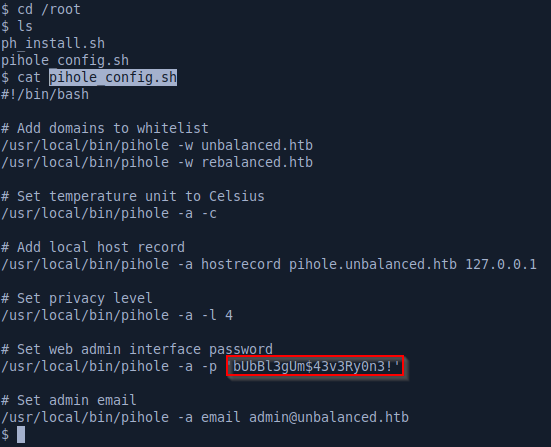 $ cd /root
$ ls
ph_install.sh
pihole_config.sh
$ cat pihole_config.sh
#!/bin/bash
# Add domains to whitelist
/usr/local/bin/pihole -w unbalanced.htb
/usr/local/bin/pihole -w rebalanced.htb
# Set temperature unit to Celsius
/usr/local/bin/pihole -a -c
# Add local host record
/usr/local/bin/pihole -a hostrecord pihole.unbalanced.htb 127.0.0.1
# Set privacy level
/usr/local/bin/pihole -a -l 4
# Set web admin interface password
/usr/local/bin/pihole -a -p 'bUbBl3gUm$43v3Ry0n3!'
# Set admin email
/usr/local/bin/pihole -a email admin@unbalanced.htb
$